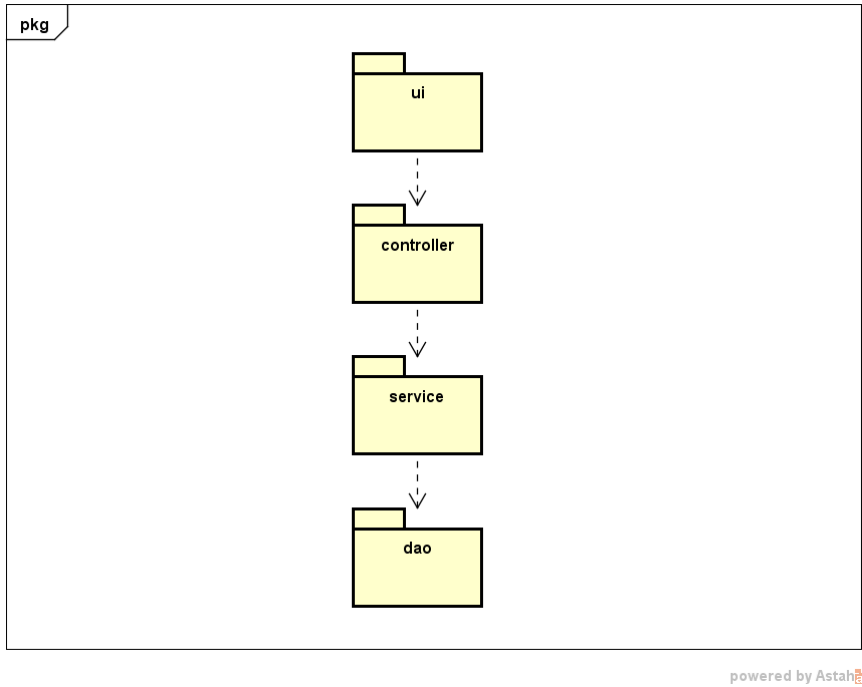 pkg
ui
controller
service
dao
powered by Astah